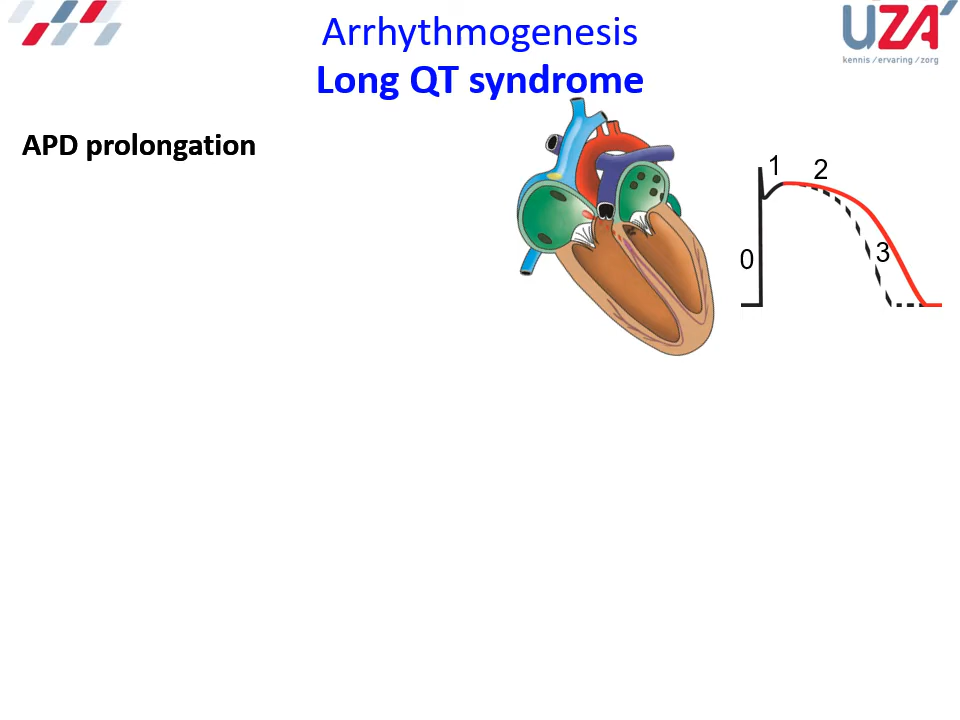 Arrhythmogenesis
Long QT syndrome
UZA'
kennis / ervaring / zorg
APD prolongation
1
2
0
3